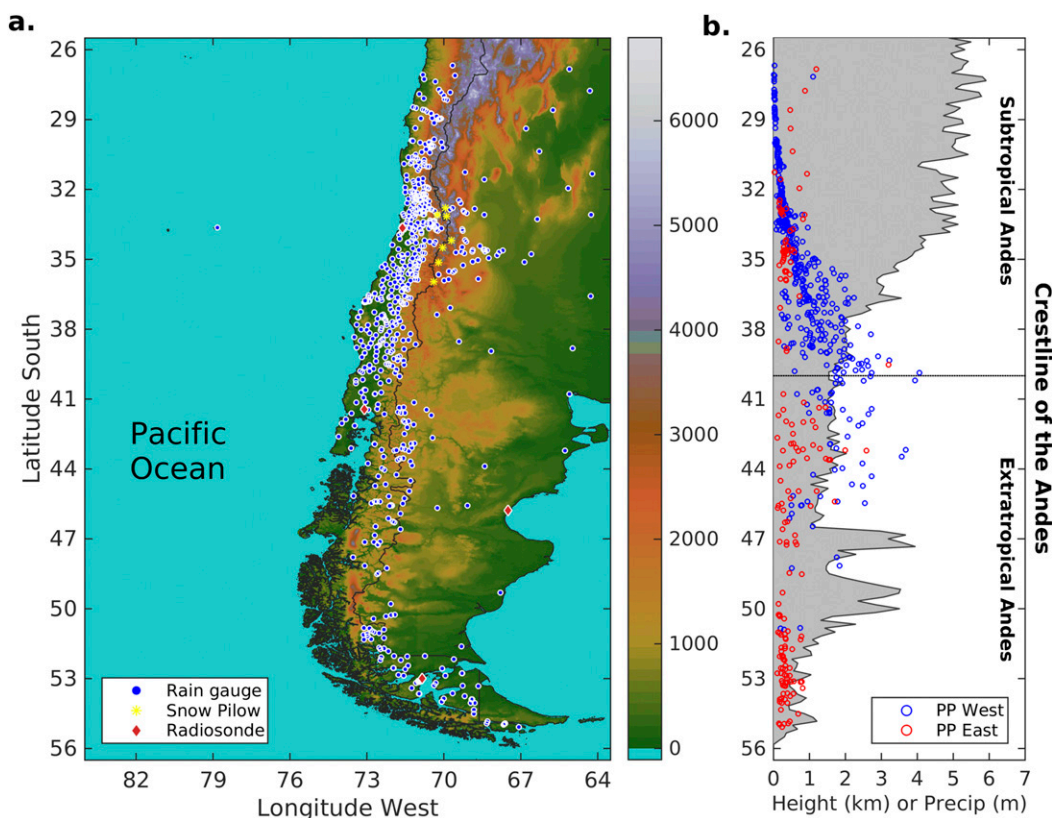 a.
26
29
32
35
38
41
44
47
50
53
56
Latitude South
82
79
76
73
70
67
64
Longitude West
Pacific
Ocean
Rain gauge
Snow Pilow
Radiosonde
6000
5000
4000
3000
2000
1000
0
b.
26
29
32
35
38
41
44
47
50
53
56
0
1
2
3
4
5
6
7
Height (km) or Precip (m)
Subtropical Andes
Extratropical Andes
Crestline of the Andes
PP West
PP East